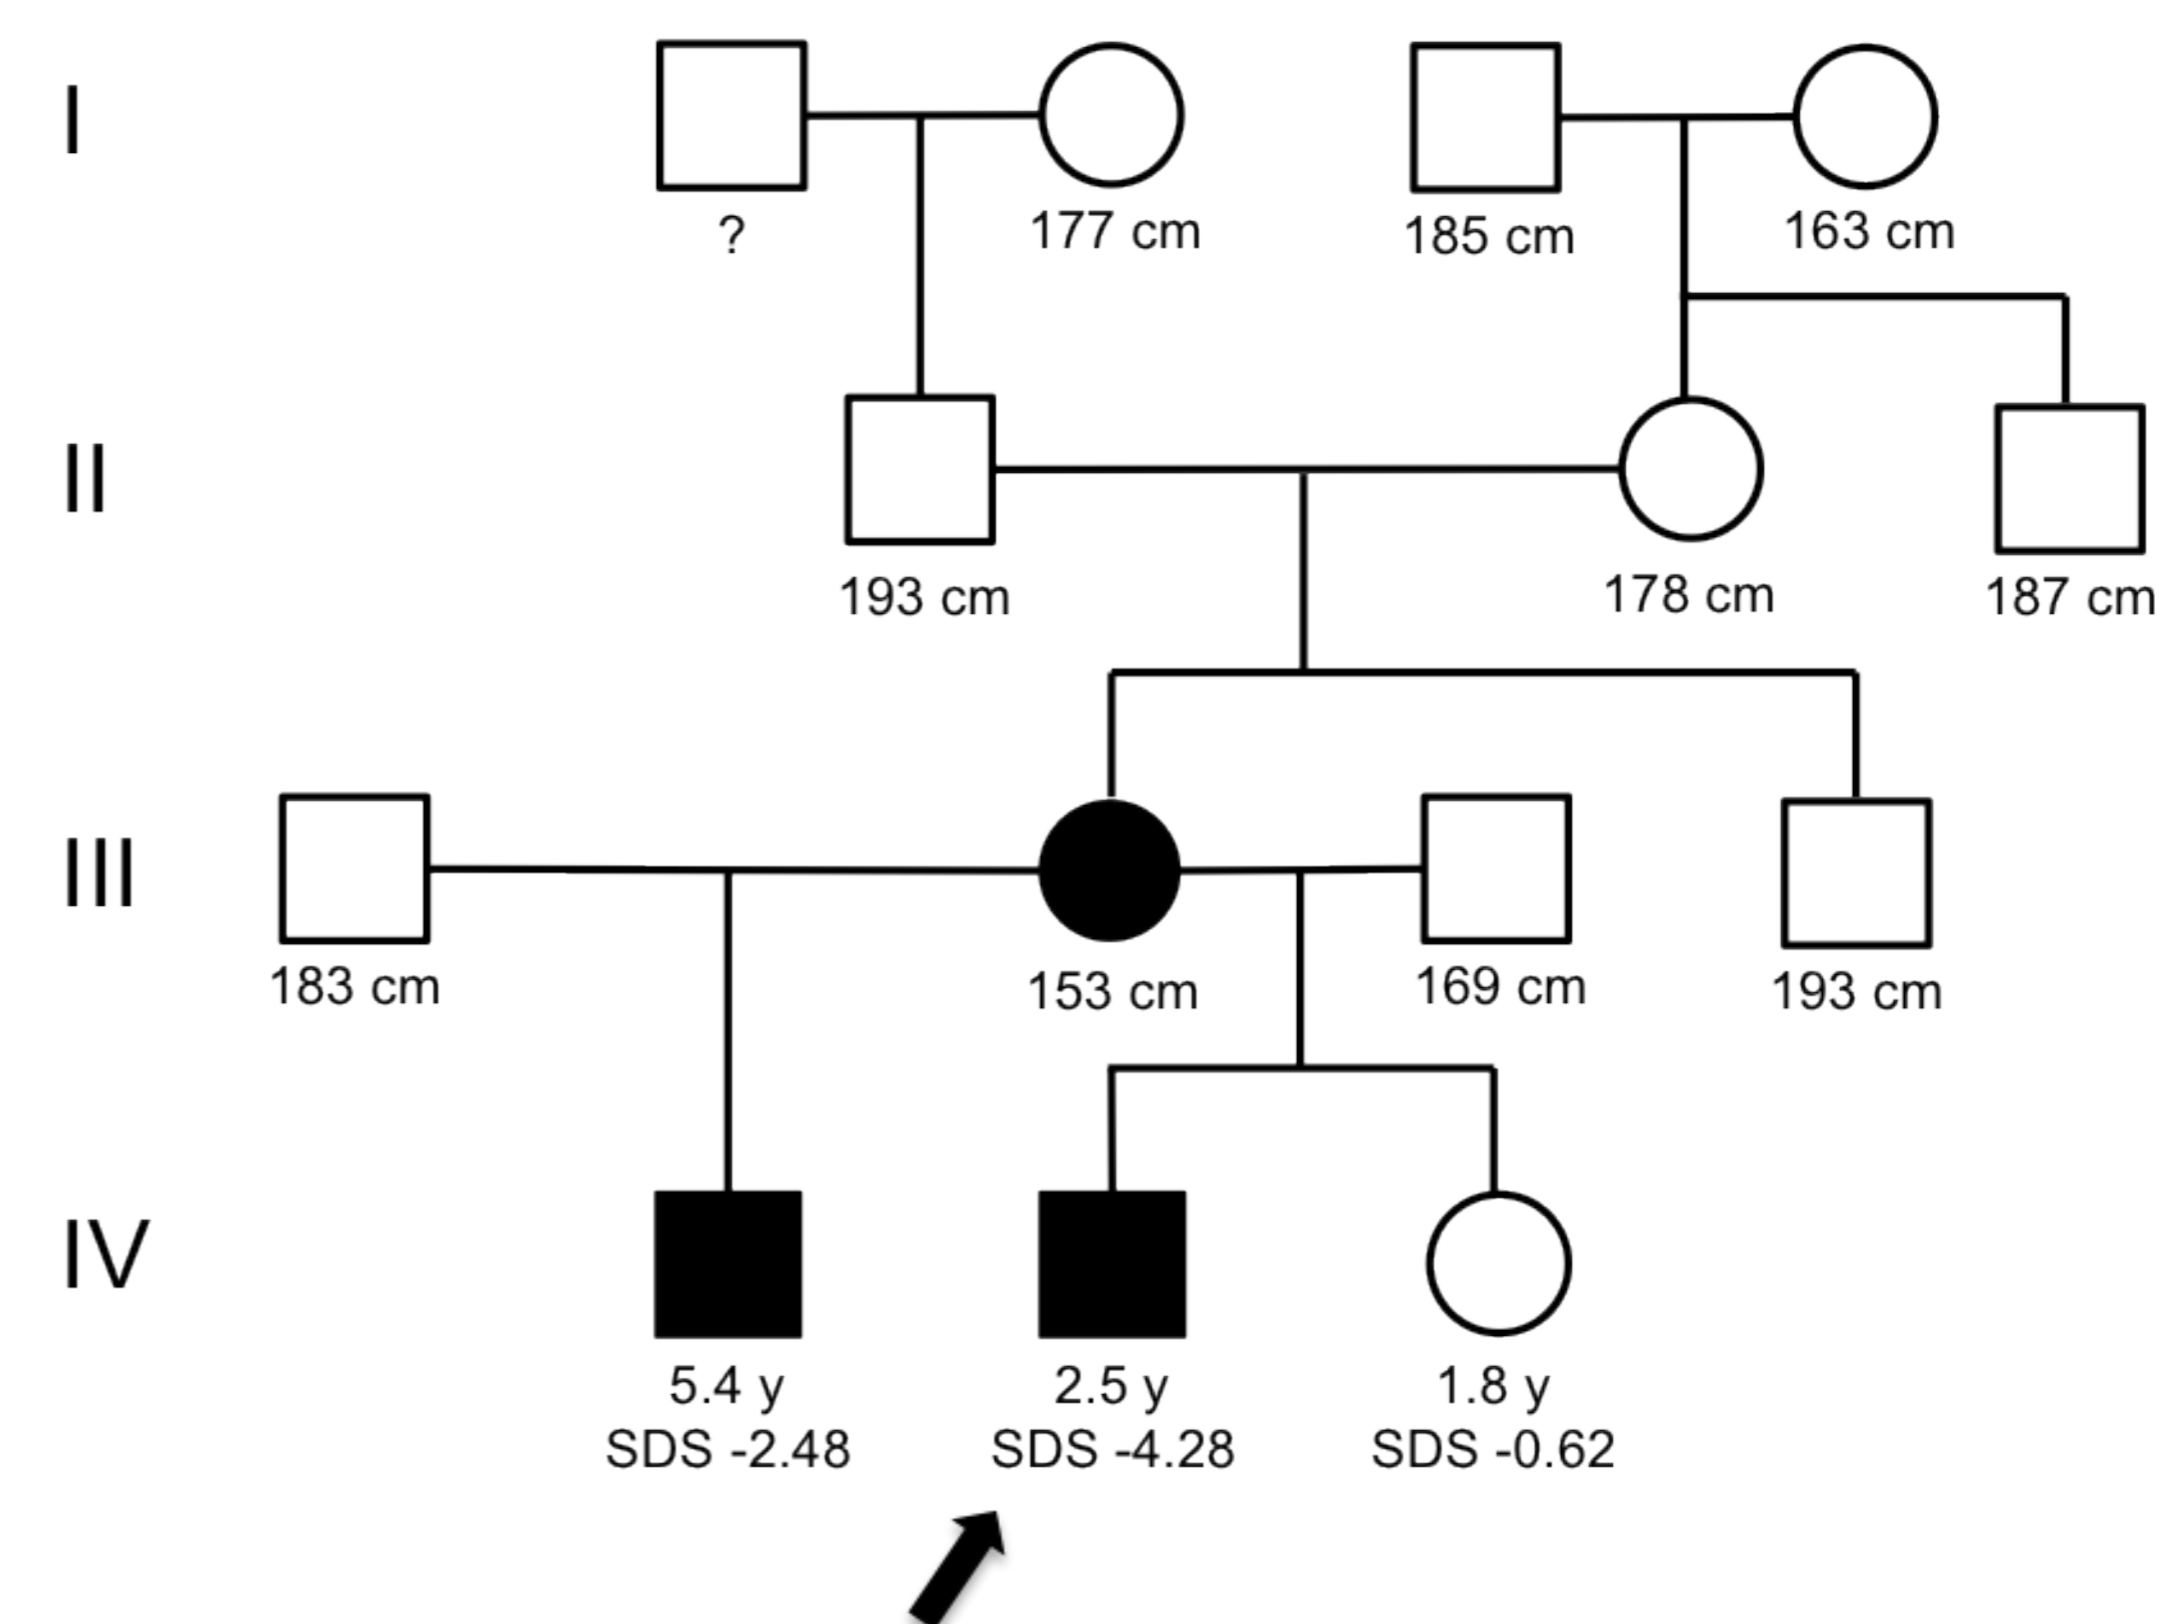 I
? 177 cm 185 cm 163 cm
II
193 cm 178 cm 187 cm
III
183 cm 153 cm 169 cm 193 cm
IV
5.4 y 2.5 y 1.8 y
SDS -2.48 SDS -4.28 SDS -0.62